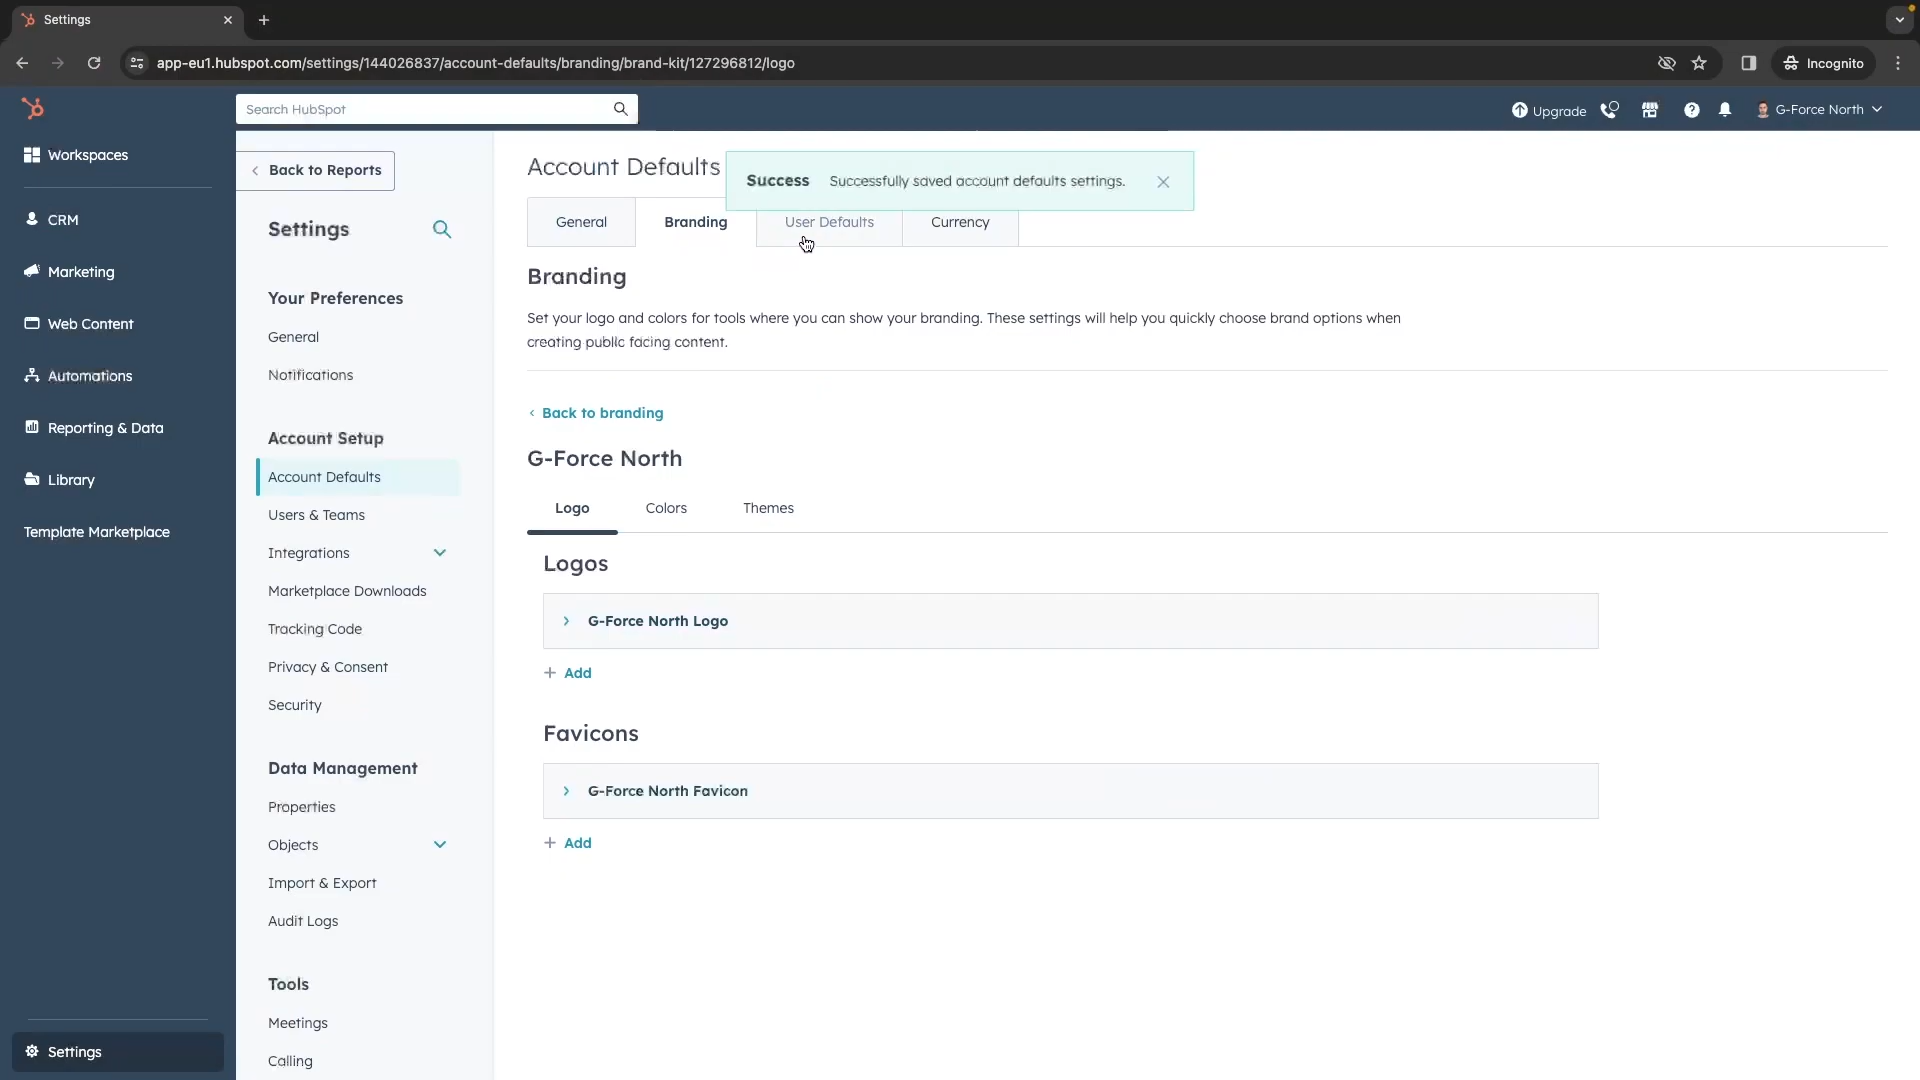 Settings
app-eu1.hubspot.com/settings/144026837/account-defaults/branding/brand-kit/127296812/logo
Incognito
Search HubSpot
Upgrade
G-Force North
Workspaces
CRM
Marketing
Web Content
Automations
Reporting & Data
Library
Template Marketplace
Settings
Back to Reports
Settings
Your Preferences
General
Notifications
Account Setup
Account Defaults
Users & Teams
Integrations
Marketplace Downloads
Tracking Code
Privacy & Consent
Security
Data Management
Properties
Objects
Import & Export
Audit Logs
Tools
Meetings
Calling
Account Defaults
Success Successfully saved account defaults settings.
General
Branding
User Defaults
Currency
Branding
Set your logo and colors for tools where you can show your branding. These settings will help you quickly choose brand options when
creating public facing content.
Back to branding
G-Force North
Logo
Colors
Themes
Logos
G-Force North Logo
+ Add
Favicons
G-Force North Favicon
+ Add